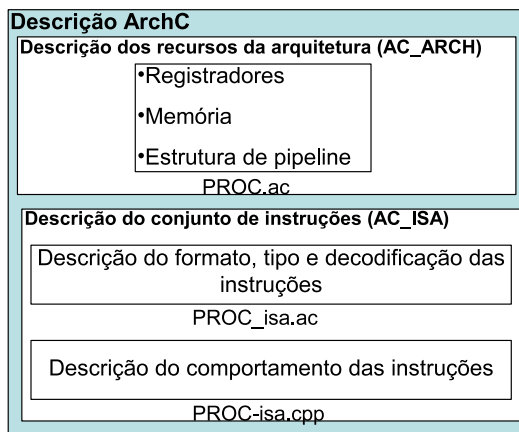 Descrição ArchC
Descrição dos recursos da arquitetura (AC_ARCH)
•Registradores
•Memória
•Estrutura de pipeline
PROC.ac
Descrição do conjunto de instruções (AC_ISA)
Descrição do formato, tipo e decodificação das
instruções
PROC_isa.ac
Descrição do comportamento das instruções
PROC-isa.cpp